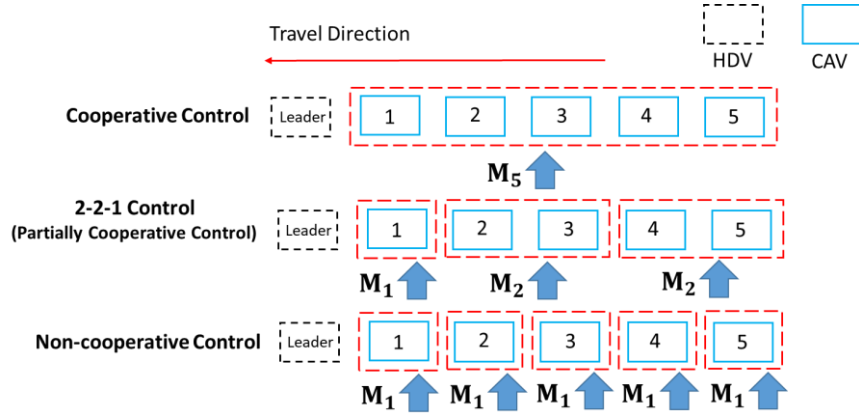 Travel Direction
HDV
CAV
Cooperative Control
Leader
1 2 3 4 5
M5
2-2-1 Control
(Partially Cooperative Control)
Leader
1 2 3 4 5
M1 M2 M2
Non-cooperative Control
Leader
1 2 3 4 5
M1 M1 M1 M1 M1